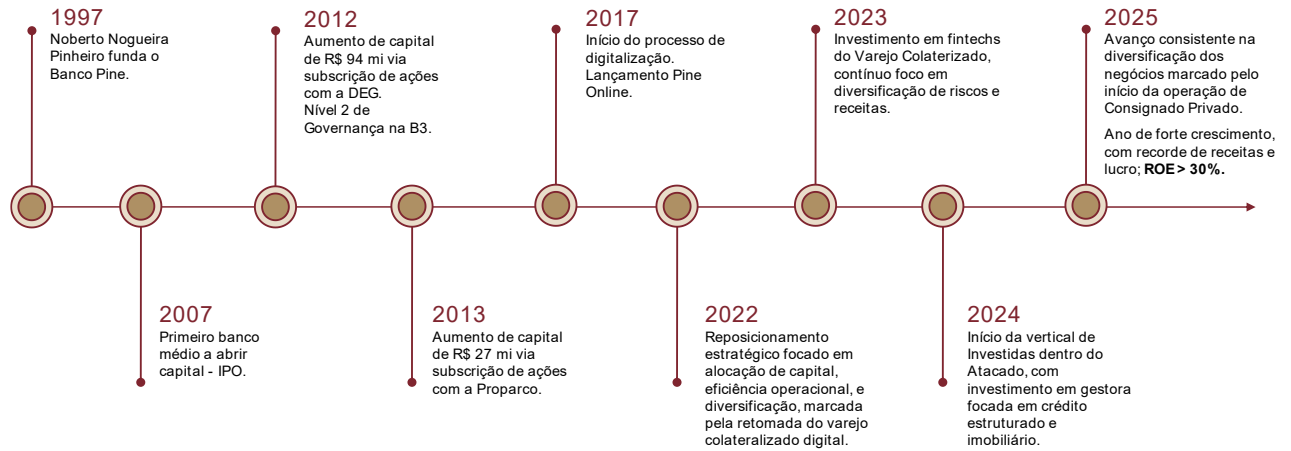 1997
Noberto Nogueira
Pinheiro funda o
Banco Pine.
2007
Primeiro banco
médio a abrir
capital - IPO.
2012
Aumento de capital
de R$ 94 mi via
subscrição de ações
com a DEG.
Nível 2 de
Governança na B3.
2013
Aumento de capital
de R$ 27 mi via
subscrição de ações
com a Proparco.
2017
Início do processo de
digitalização.
Lançamento Pine
Online.
2022
Reposicionamento
estratégico focado em
alocação de capital,
eficiência operacional, e
diversificação, marcada
pela retomada do varejo
colateralizado digital.
2023
Investimento em fintechs
do Varejo Colaterizado,
contínuo foco em
diversificação de riscos e
receitas.
2024
Início da vertical de
Investidas dentro do
Atacado, com
investimento em gestora
focada em crédito
estruturado e
imobiliário.
2025
Avanço consistente na
diversificação dos
negócios marcado pelo
início da operação de
Consignado Privado.
Ano de forte crescimento,
com recorde de receitas e
lucro; ROE > 30%.